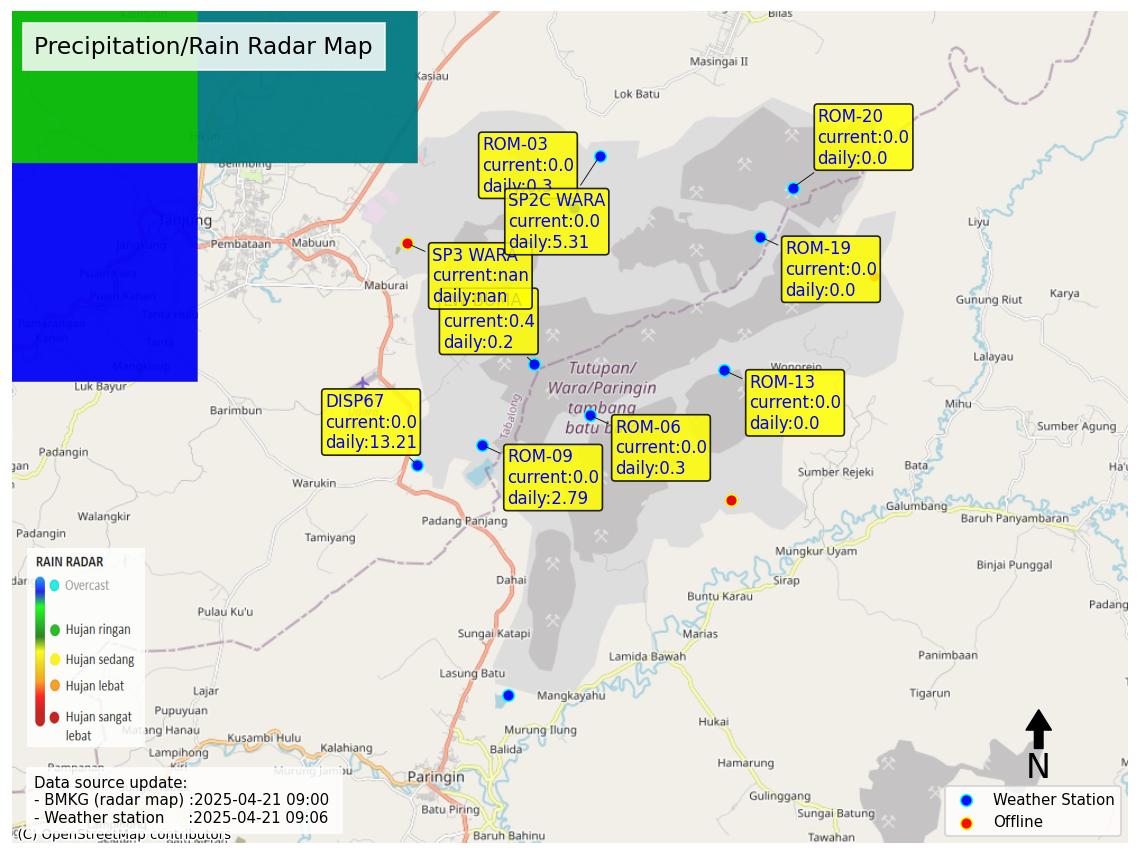 Precipitation/Rain Radar Map
Bilas
Masingai II
Kasiau
Lok Batu
ROM-20
current:0.0
daily:0.0
ROM-03
current:0.0
daily:0.3
SP2C WARA
current:0.0
daily:5.31
Belimbing
Tanjung
Pembataan
Mabuun
Jangkung
Liyu
SP3 WARA
current:nan
daily:nan
ROM-19
current:0.0
daily:0.0
Maburai
current:0.4
daily:0.2
Gunung Riut
Karya
Lalayau
Tutupan/
Wara/Paringin
tambang
batu
Wonorejo
ROM-13
current:0.0
daily:0.0
Luk Bayur
Barimbun
Tabalong
DISP67
current:0.0
daily:13.21
ROM-06
current:0.0
daily:0.3
Mihu
Sumber Agung
ROM-09
current:0.0
daily:2.79
Padangin
Warukin
Sumber Rejeki
Bata
Galumbang
Baruh Panyambaran
Walangkir
Padangin
Tamiyang
Padang Panjang
Mungkur Uyam
Binjai Punggal
Sirap
Dahai
Buntu Karau
Padang
RAIN RADAR
Overcast
Hujan ringan
Hujan sedang
Hujan lebat
Hujan sangat
lebat
Pulau Ku'u
Sungai Katapi
Marias
Lamida Bawah
Panimbaan
Lasung Batu
Lajar
Mangkayahu
Tigarun
Pupuyuan
Matang Hanau
Hukai
Murung Ilung
Kusambi Hulu
Kalahiang
Lampihong
Balida
Hamarung
Murung Jambu
Paringin
N
Gulinggang
Batu Piring
Sungai Batung
Baruh Bahinu
Tawahan
Data source update:
- BMKG (radar map) :2025-04-21 09:00
- Weather station :2025-04-21 09:06
(C) OpenStreetMap contributors
Weather Station
Offline